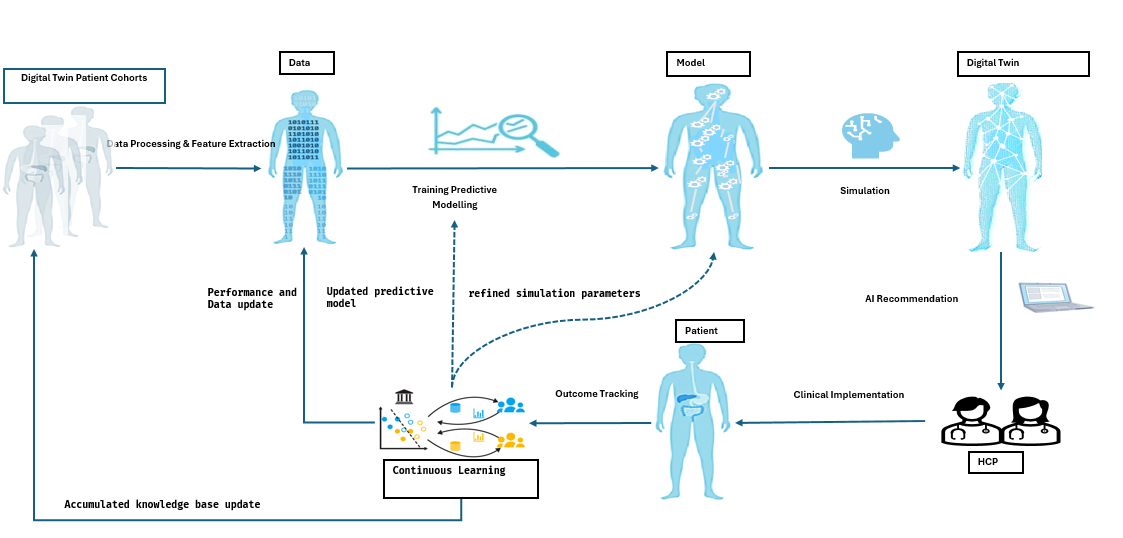 Data
Model
Digital Twin
Digital Twin Patient Cohorts
Data Processing & Feature Extraction
1010111
0101010
1101010
1011010
1001010
1011010
1011011
Training Predictive
Modelling
Simulation
Performance and
Data update
Updated predictive
model
refined simulation parameters
AI Recommendation
Patient
Outcome Tracking
Clinical Implementation
HCP
Continuous Learning
Accumulated knowledge base update